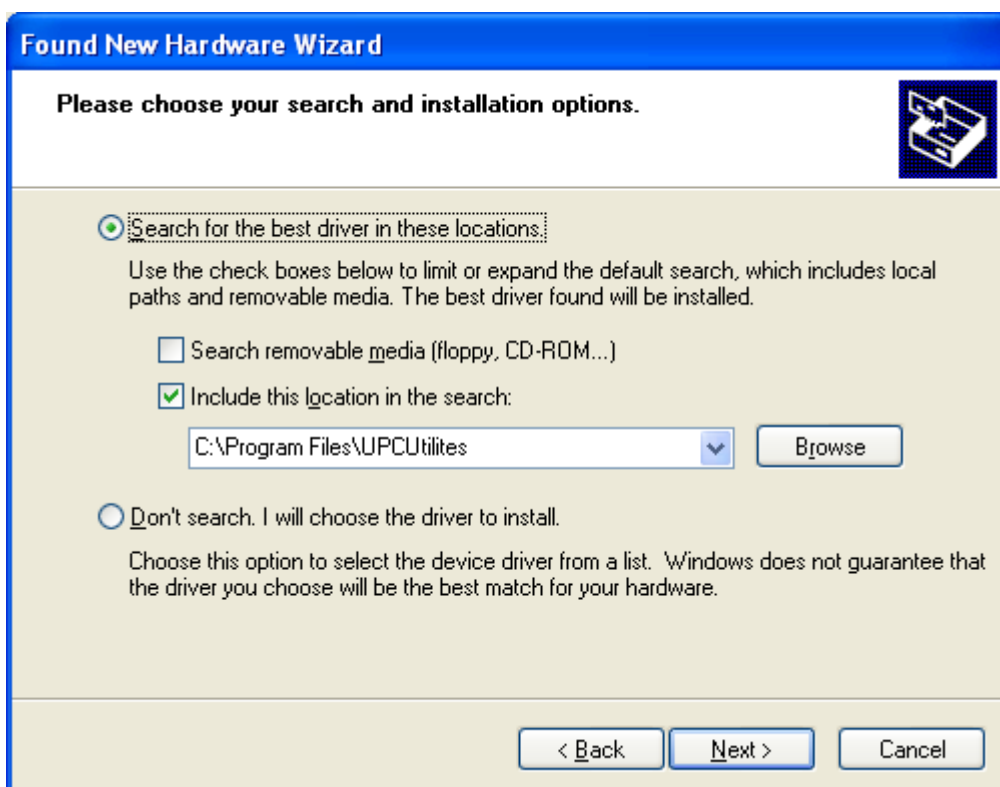 Found New Hardware Wizard
Please choose your search and installation options.
Search for the best driver in these locations.
Use the check boxes below to limit or expand the default search, which includes local
paths and removable media. The best driver found will be installed.
Search removable media (floppy, CD-ROM...)
Include this location in the search:
C:\Program Files\UPCUtilites
Browse
Don't search. I will choose the driver to install.
Choose this option to select the device driver from a list.  Windows does not guarantee that
the driver you choose will be the best match for your hardware.
< Back
Next >
Cancel